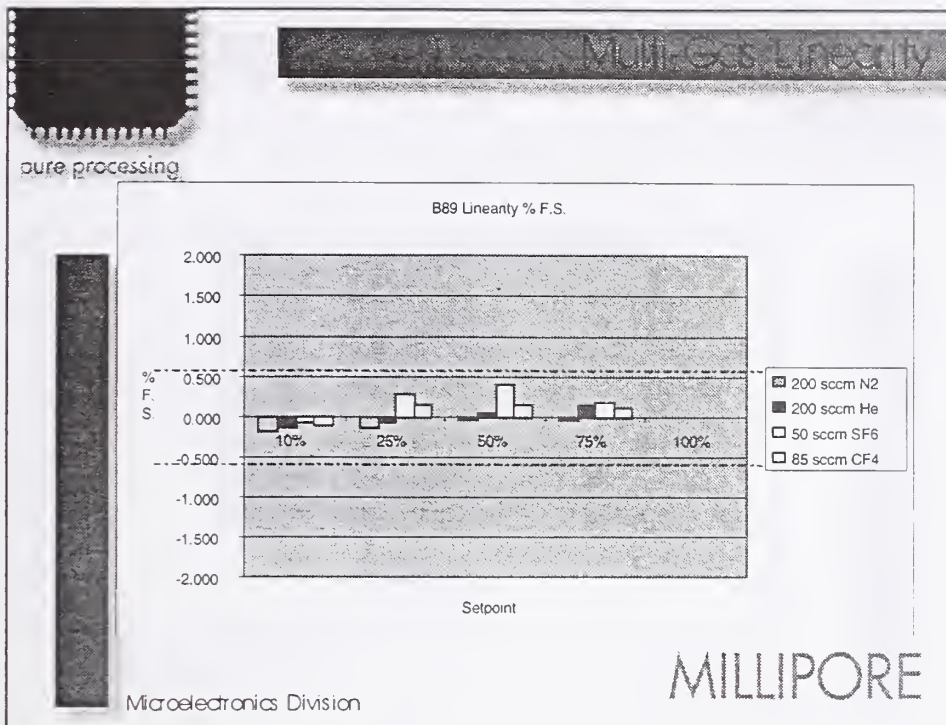 Multi-Gas Linearity
pure processing
B89 Linearity % F.S.
2.000
1.500
1.000
0.500
0.000
-0.500
-1.000
-1.500
-2.000
%
F.
S.
10%
25%
50%
75%
100%
200 sccm N2
200 sccm He
50 sccm SF6
85 sccm CF4
Setpoint
Microelectronics Division
MILLIPORE